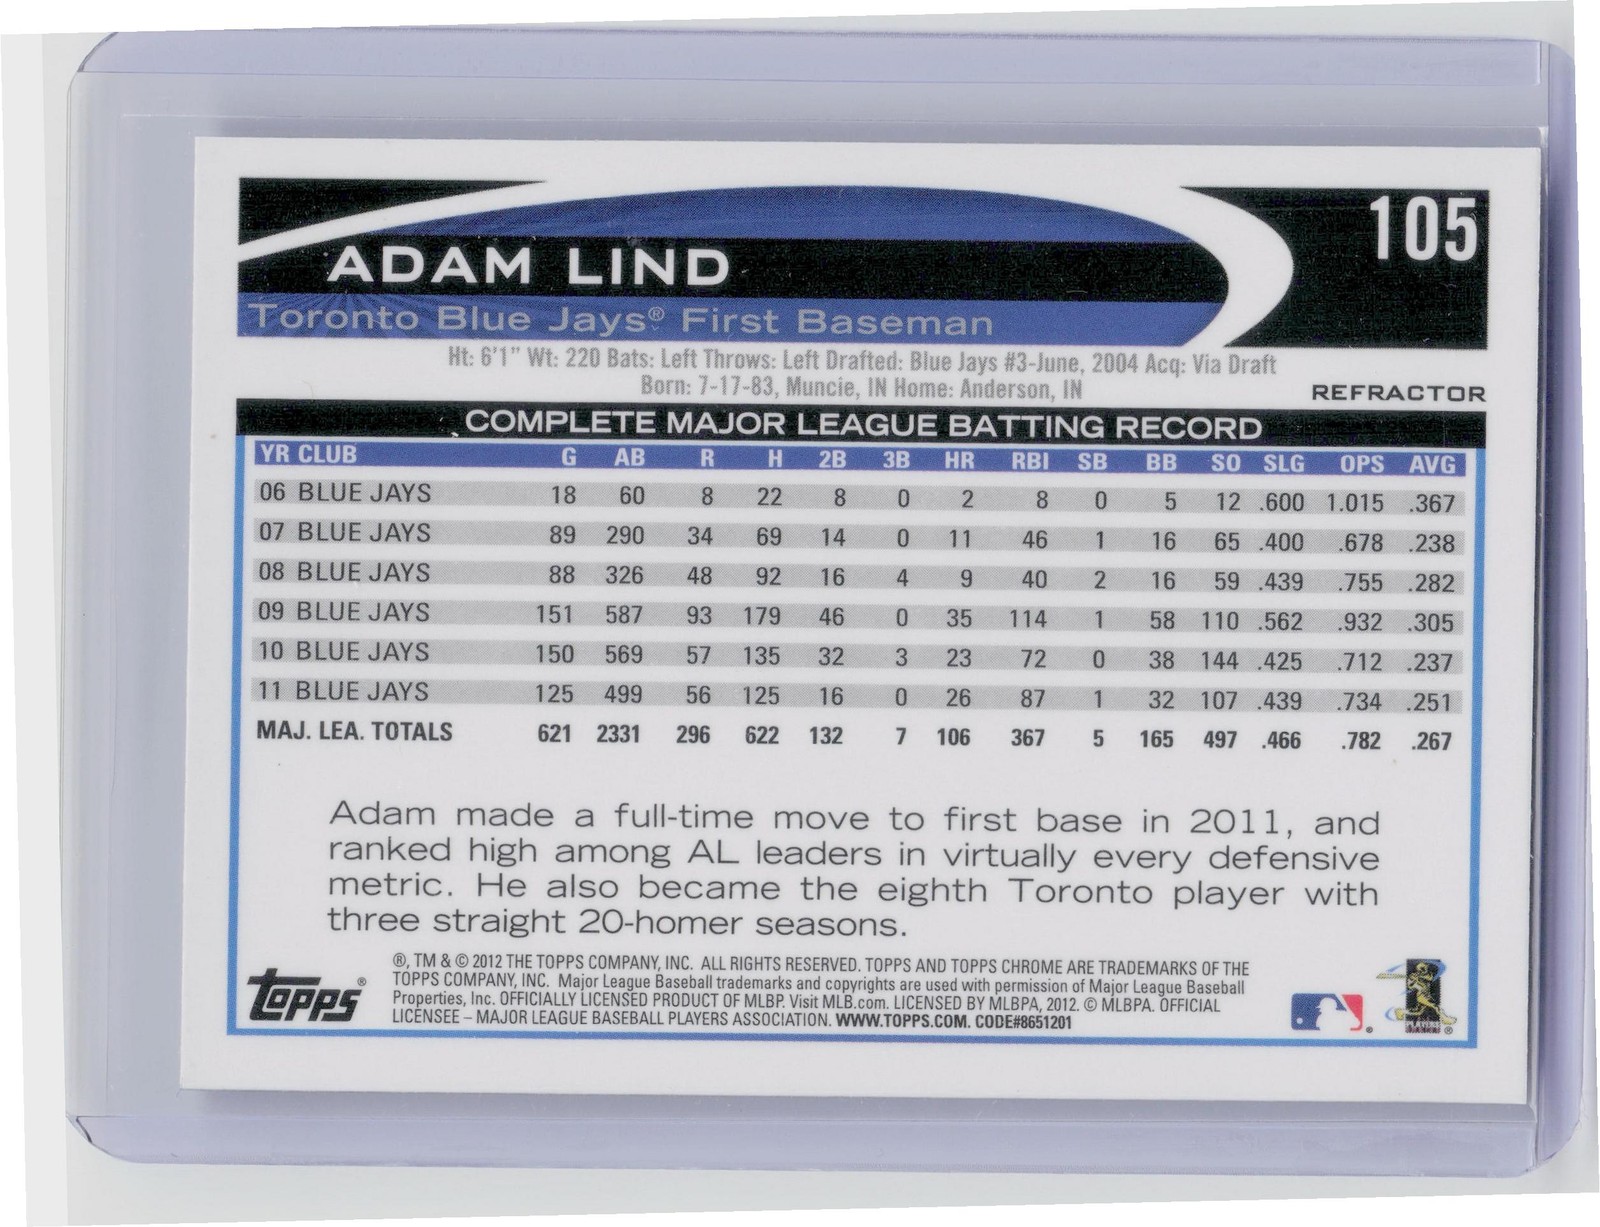 105
ADAM LIND
Toronto Blue Jays® First Baseman
Ht: 6'1" Wt: 220 Bats: Left Throws: Left Drafted: Blue Jays #3-June, 2004 Acq: Via Draft
Born: 7-17-83, Muncie, IN Home: Anderson, IN
REFRACTOR
COMPLETE MAJOR LEAGUE BATTING RECORD
YR CLUB G AB R H 2B 3B HR RBI SB BB SO SLG OPS AVG
06 BLUE JAYS 18 60 8 22 8 0 2 8 0 5 12 .600 1.015 .367
07 BLUE JAYS 89 290 34 69 14 0 11 46 1 16 65 .400 .678 .238
08 BLUE JAYS 88 326 48 92 16 4 9 40 2 16 59 .439 .755 .282
09 BLUE JAYS 151 587 93 179 46 0 35 114 1 58 110 .562 .932 .305
10 BLUE JAYS 150 569 57 135 32 3 23 72 0 38 144 .425 .712 .237
11 BLUE JAYS 125 499 56 125 16 0 26 87 1 32 107 .439 .734 .251
MAJ. LEA. TOTALS 621 2331 296 622 132 7 106 367 5 165 497 .466 .782 .267
Adam made a full-time move to first base in 2011, and
ranked high among AL leaders in virtually every defensive
metric. He also became the eighth Toronto player with
three straight 20-homer seasons.
topps®
®, TM & © 2012 THE TOPPS COMPANY, INC. ALL RIGHTS RESERVED. TOPPS AND TOPPS CHROME ARE TRADEMARKS OF THE
TOPPS COMPANY, INC. Major League Baseball trademarks and copyrights are used with permission of Major League Baseball
Properties, Inc. OFFICIALLY LICENSED PRODUCT OF MLBP. Visit MLB.com. LICENSED BY MLBPA, 2012. © MLBPA. OFFICIAL
LICENSEE – MAJOR LEAGUE BASEBALL PLAYERS ASSOCIATION. WWW.TOPPS.COM. CODE#8651201
PLAYERS